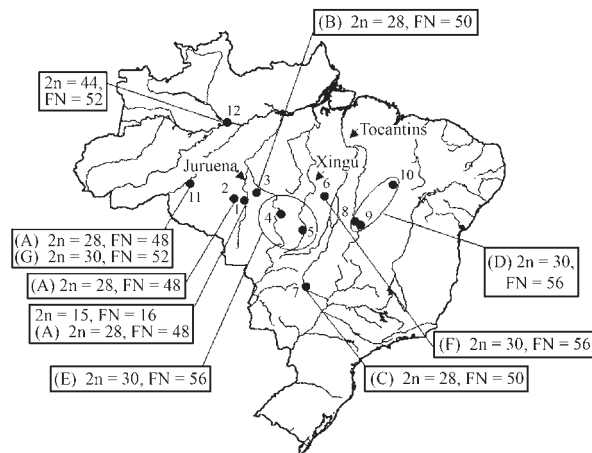 (B) 2n = 28, FN = 50
2n = 44,
FN = 52
12
Tocantins
Juruena
Xingu
3
6
10
2
1
11
4
8
9
5
(A) 2n = 28, FN = 48
(G) 2n = 30, FN = 52
(D) 2n = 30,
FN = 56
(A) 2n = 28, FN = 48
7
2n = 15, FN = 16
(A) 2n = 28, FN = 48
(F) 2n = 30, FN = 56
(E) 2n = 30, FN = 56
(C) 2n = 28, FN = 50